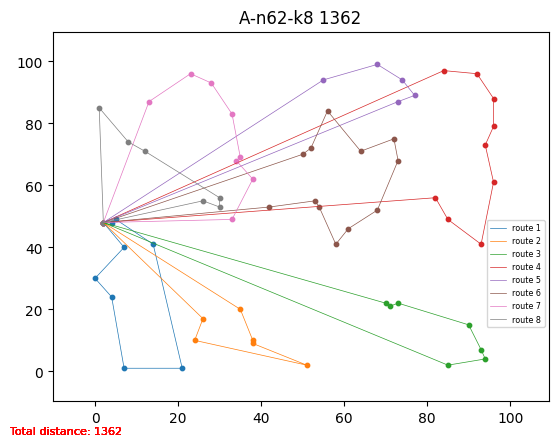 A-n62-k8 1362
100
80
60
40
20
0
route 1
route 2
route 3
route 4
route 5
route 6
route 7
route 8
0 20 40 60 80 100
Total distance: 1362